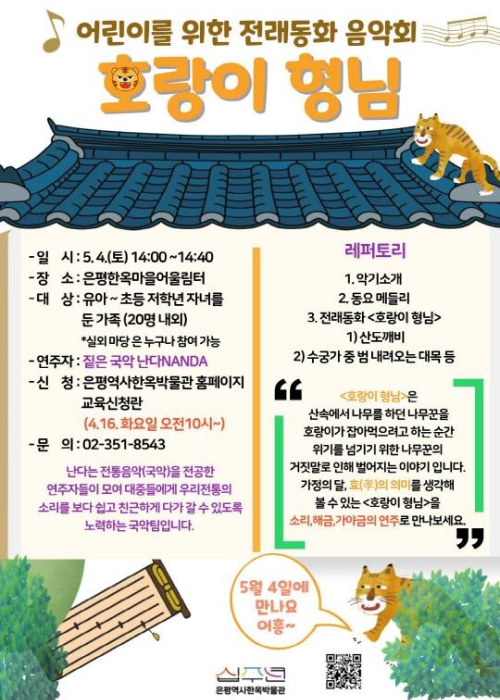 어린이를 위한 전래동화 음악회
호랑이 형님
- 일 시 : 5. 4.(토) 14:00 ~14:40
- 장 소 : 은평한옥마을어울림터
- 대 상 : 유아 ~ 초등 저학년 자녀를
둔 가족 (20명 내외)
*실외 마당 은 누구나 참여 가능
- 연주자 : 짙은 국악 난다NANDA
- 신 청 : 은평역사한옥박물관 홈페이지
교육신청란
(4.16. 화요일 오전10시~)
- 문 의 : 02-351-8543
난다는 전통음악(국악)을 전공한
연주자들이 모여 대중들에게 우리전통의
소리를 보다 쉽고 친근하게 다가 갈 수 있도록
노력하는 국악팀입니다.
레퍼토리
1. 악기소개
2. 동요 메들리
3. 전래동화 <호랑이 형님>
1) 산도깨비
2) 수궁가 중 범 내려오는 대목 등
“
<호랑이 형님>은
산속에서 나무를 하던 나무꾼을
호랑이가 잡아먹으려고 하는 순간
위기를 넘기기 위한 나무꾼의
거짓말로 인해 벌어지는 이야기 입니다.
가정의 달, 효(孝)의 의미를 생각해
볼 수 있는 <호랑이 형님>을
소리,해금,가야금의 연주로 만나보세요.
”
5월 4일에
만나요
어흥~
은평역사한옥박물관